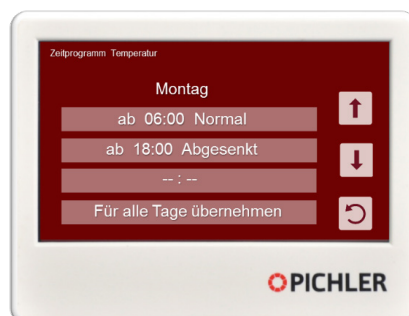 Zeitprogramm Temperatur
Montag
ab 06:00 Normal
ab 18:00 Abgesenkt
-- : --
Für alle Tage übernehmen
PICHLER